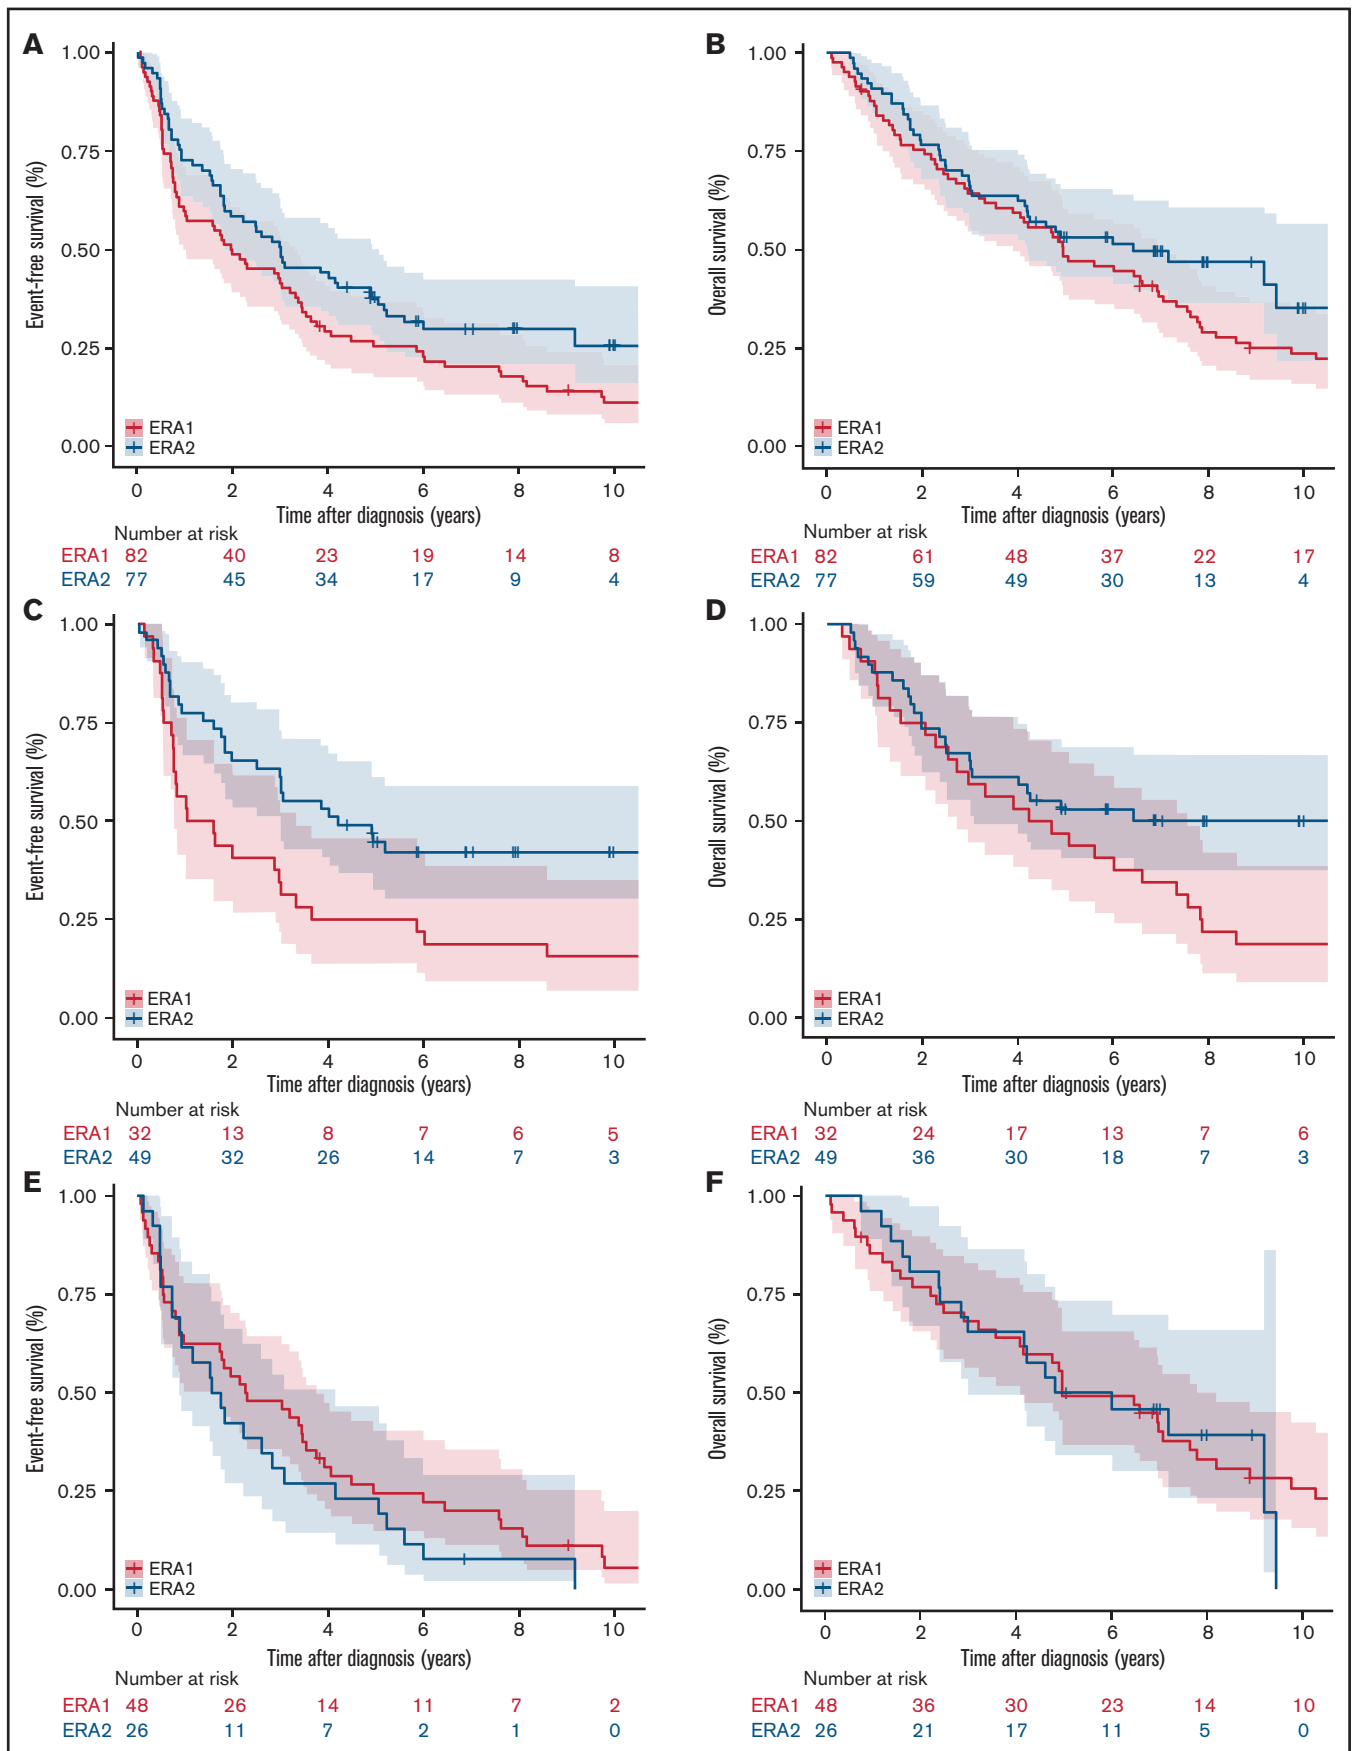 A
Event-free survival (%)
1.00
0.75
0.50
0.25
0.00
ERA1
ERA2
0 2 4 6 8 10
Time after diagnosis (years)
Number at risk
ERA1 82 40 23 19 14 8
ERA2 77 45 34 17 9 4
B
Overall survival (%)
1.00
0.75
0.50
0.25
0.00
ERA1
ERA2
0 2 4 6 8 10
Time after diagnosis (years)
Number at risk
ERA1 82 61 48 37 22 17
ERA2 77 59 49 30 13 4
C
Event-free survival (%)
1.00
0.75
0.50
0.25
0.00
ERA1
ERA2
0 2 4 6 8 10
Time after diagnosis (years)
Number at risk
ERA1 32 13 8 7 6 5
ERA2 49 32 26 14 7 3
D
Overall survival (%)
1.00
0.75
0.50
0.25
0.00
ERA1
ERA2
0 2 4 6 8 10
Time after diagnosis (years)
Number at risk
ERA1 32 24 17 13 7 6
ERA2 49 36 30 18 7 3
E
Event-free survival (%)
1.00
0.75
0.50
0.25
0.00
ERA1
ERA2
0 2 4 6 8 10
Time after diagnosis (years)
Number at risk
ERA1 48 26 14 11 7 2
ERA2 26 11 7 2 1 0
F
Overall survival (%)
1.00
0.75
0.50
0.25
0.00
ERA1
ERA2
0 2 4 6 8 10
Time after diagnosis (years)
Number at risk
ERA1 48 36 30 23 14 10
ERA2 26 21 17 11 5 0